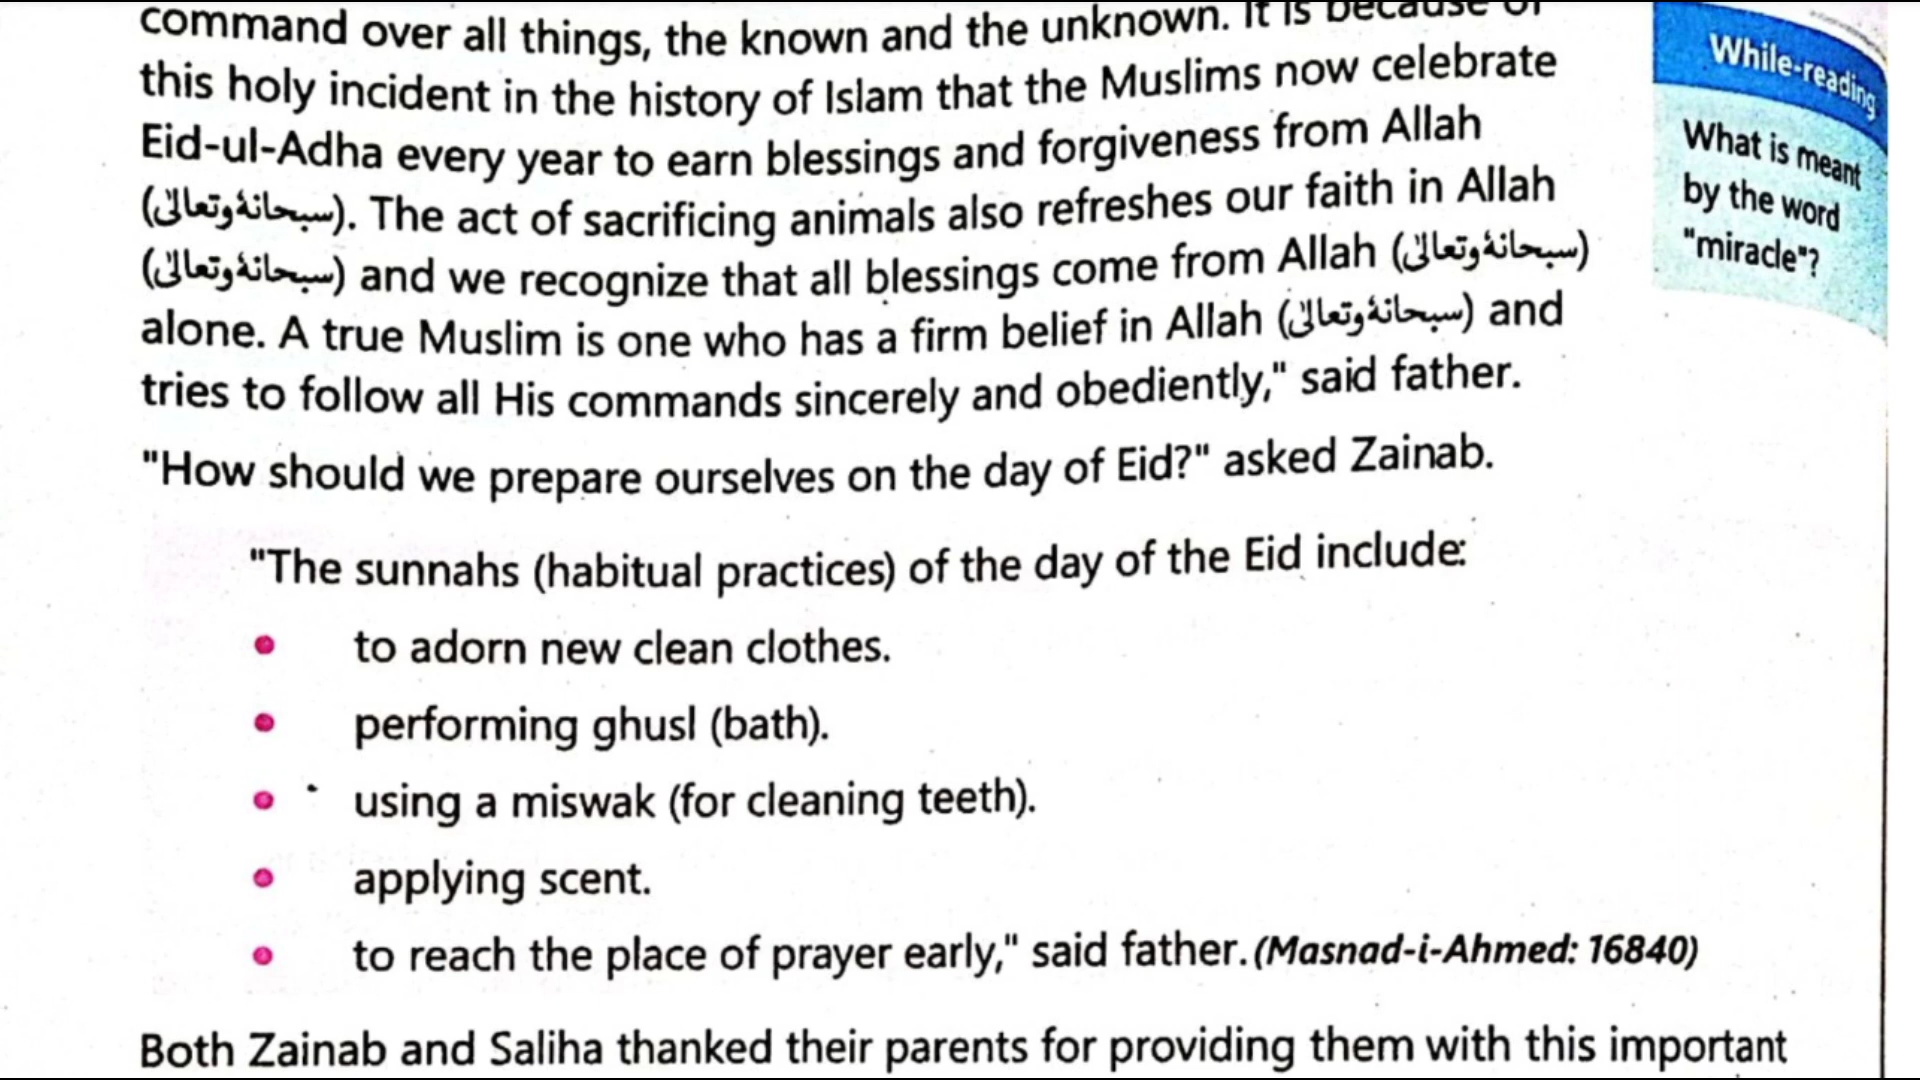 command over all things, the known and the unknown. It is because of
this holy incident in the history of Islam that the Muslims now celebrate
Eid-ul-Adha every year to earn blessings and forgiveness from Allah
(سبحانهٗ وتعالیٰ). The act of sacrificing animals also refreshes our faith in Allah
(سبحانهٗ وتعالیٰ) and we recognize that all blessings come from Allah (سبحانهٗ وتعالیٰ)
alone. A true Muslim is one who has a firm belief in Allah (سبحانهٗ وتعالیٰ) and
tries to follow all His commands sincerely and obediently," said father.
"How should we prepare ourselves on the day of Eid?" asked Zainab.
"The sunnahs (habitual practices) of the day of the Eid include:
• to adorn new clean clothes.
• performing ghusl (bath).
• using a miswak (for cleaning teeth).
• applying scent.
• to reach the place of prayer early," said father. (Masnad-i-Ahmed: 16840)
Both Zainab and Saliha thanked their parents for providing them with this important
While-reading
What is meant
by the word
"miracle"?